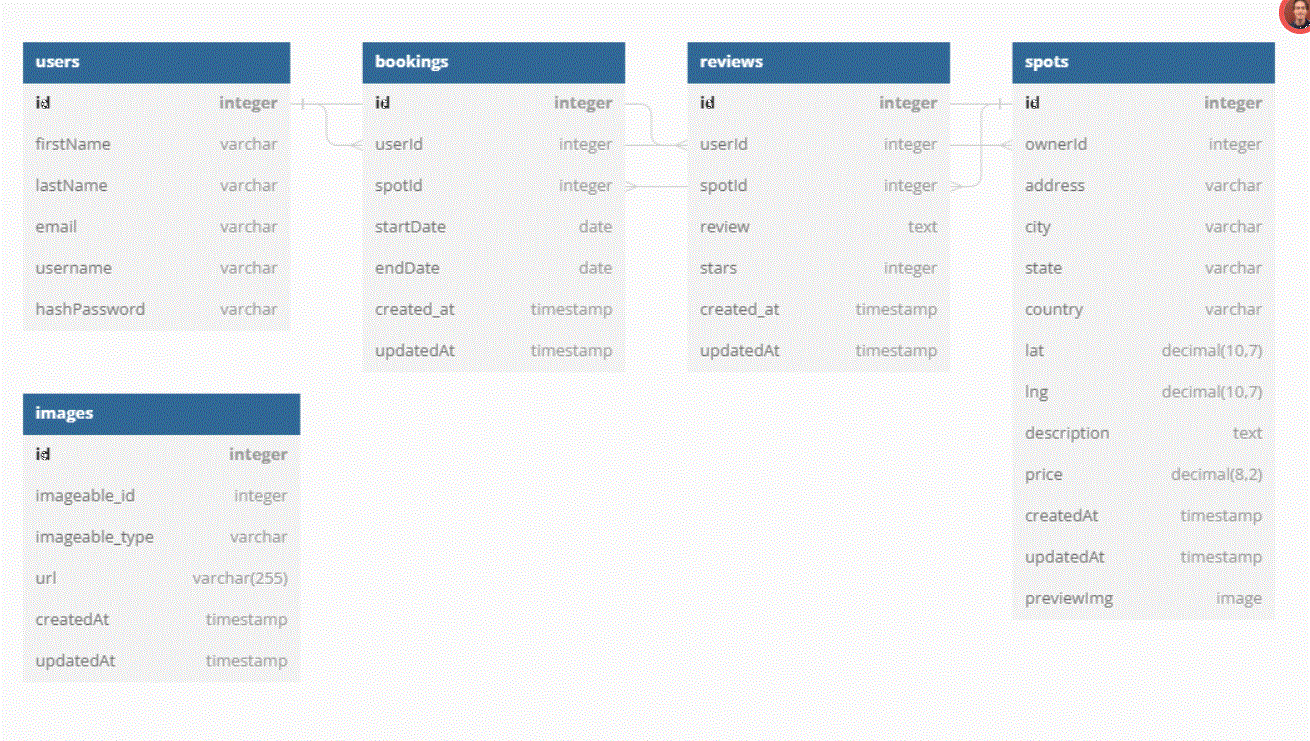 users
id integer
firstName varchar
lastName varchar
email varchar
username varchar
hashPassword varchar
bookings
id integer
userId integer
spotId integer
startDate date
endDate date
created_at timestamp
updatedAt timestamp
reviews
id integer
userId integer
spotId integer
review text
stars integer
created_at timestamp
updatedAt timestamp
spots
id integer
ownerId integer
address varchar
city varchar
state varchar
country varchar
lat decimal(10,7)
lng decimal(10,7)
description text
price decimal(8,2)
createdAt timestamp
updatedAt timestamp
previewImg image
images
id integer
imageable_id integer
imageable_type varchar
url varchar(255)
createdAt timestamp
updatedAt timestamp